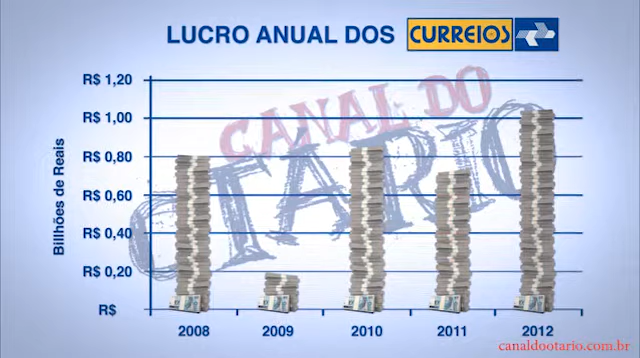 LUCRO ANUAL DOS CURREIOS
R$ 1,20
R$ 1,00
R$ 0,80
R$ 0,60
R$ 0,40
R$ 0,20
R$
Billhões de Reais
CANAL DO
OTÁRIO
2008 2009 2010 2011 2012
canaldootario.com.br